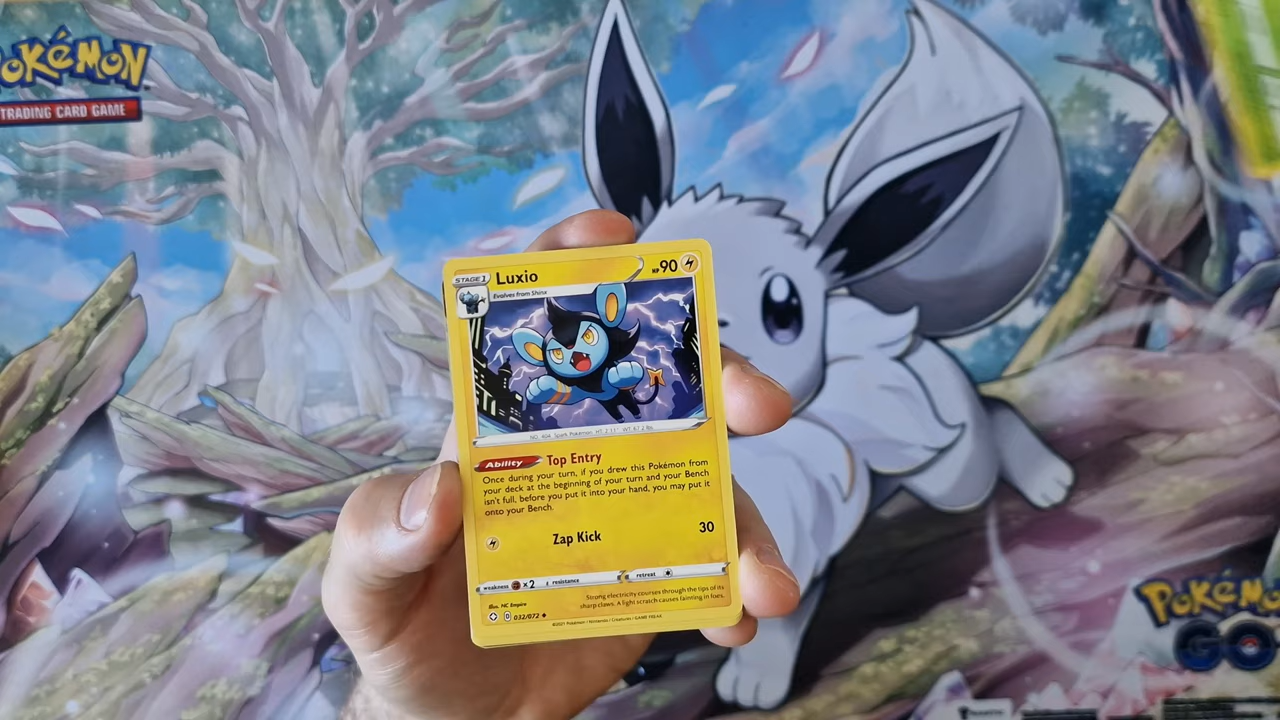 POKÉMON
TRADING CARD GAME
STAGE 1
Luxio
HP 90
Evolves from Shinx
NO. 404 Spark Pokémon HT: 2'11" WT: 67.2 lbs.
Ability
Top Entry
Once during your turn, if you drew this Pokémon from
your deck at the beginning of your turn and your Bench
isn't full, before you put it into your hand, you may put it
onto your Bench.
Zap Kick
30
weakness
×2
resistance
retreat
Strong electricity courses through the tips of its
sharp claws. A light scratch causes fainting in foes.
Illus. MC Empire
D
032/072
©2021 Pokémon / Nintendo / Creatures / GAME FREAK
POKÉMON
GO